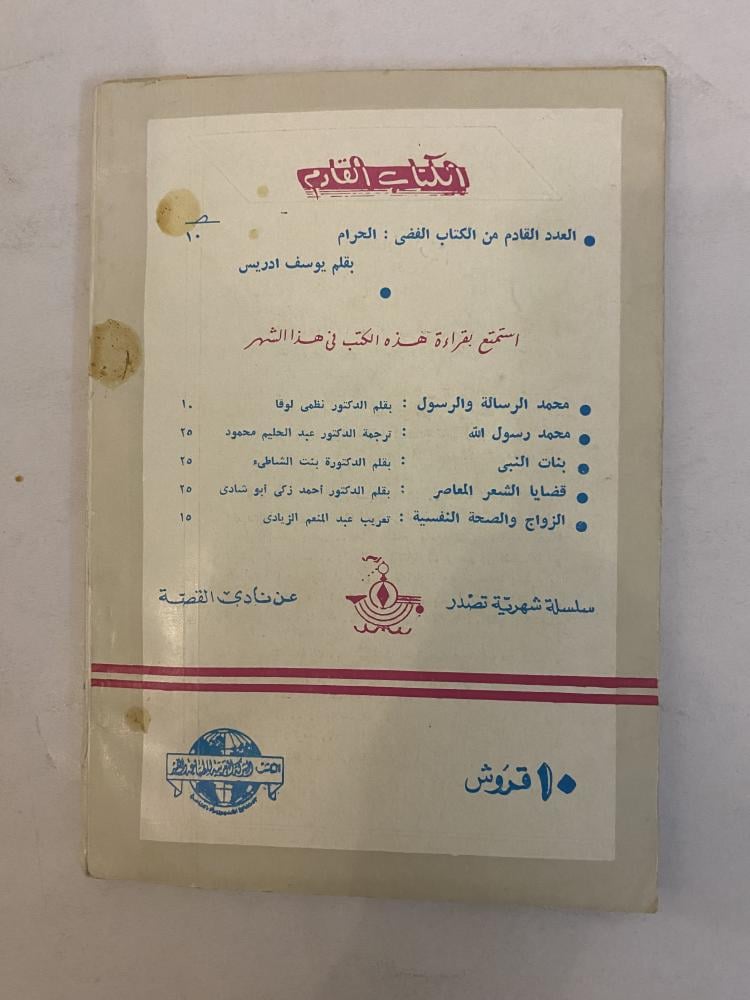 الكتاب القادم
● العدد القادم من الكتاب الفضى : الحرام ١٠
بقلم يوسف ادريس
●
استمتع بقراءة هذه الكتب فى هذا الشهر
● محمد الرسالة والرسول : بقلم الدكتور نظمى لوقا ١٠
● محمد رسول الله : ترجمة الدكتور عبد الحليم محمود ٢٥
● بنات النبى : بقلم الدكتورة بنت الشاطىء ٢٥
● قضايا الشعر المعاصر : بقلم الدكتور أحمد زكى أبو شادى ٢٥
● الزواج والصحة النفسية : تعريب عبد المنعم الزيادى ١٥
سلسلة شهرية تصدر عن نادى القصة
١٠ قروش